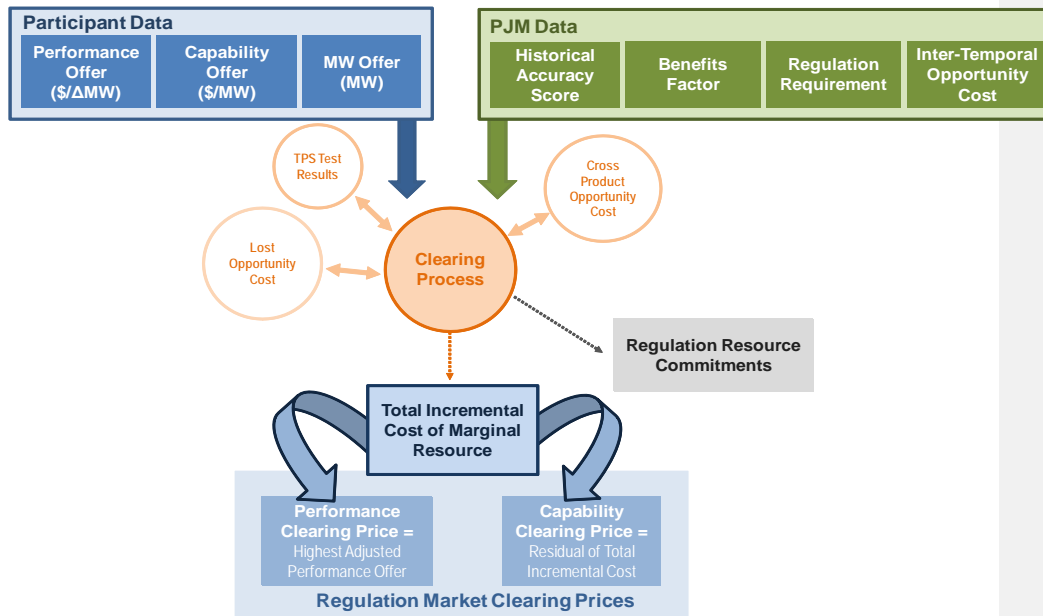 Participant Data
Performance
Offer
($/ΔMW)
Capability
Offer
($/MW)
MW Offer
(MW)
PJM Data
Historical
Accuracy
Score
Benefits
Factor
Regulation
Requirement
Inter-Temporal
Opportunity
Cost
TPS Test
Results
Cross
Product
Opportunity
Cost
Lost
Opportunity
Cost
Clearing
Process
Regulation Resource
Commitments
Total Incremental
Cost of Marginal
Resource
Performance
Clearing Price =
Highest Adjusted
Performance Offer
Capability
Clearing Price =
Residual of Total
Incremental Cost
Regulation Market Clearing Prices